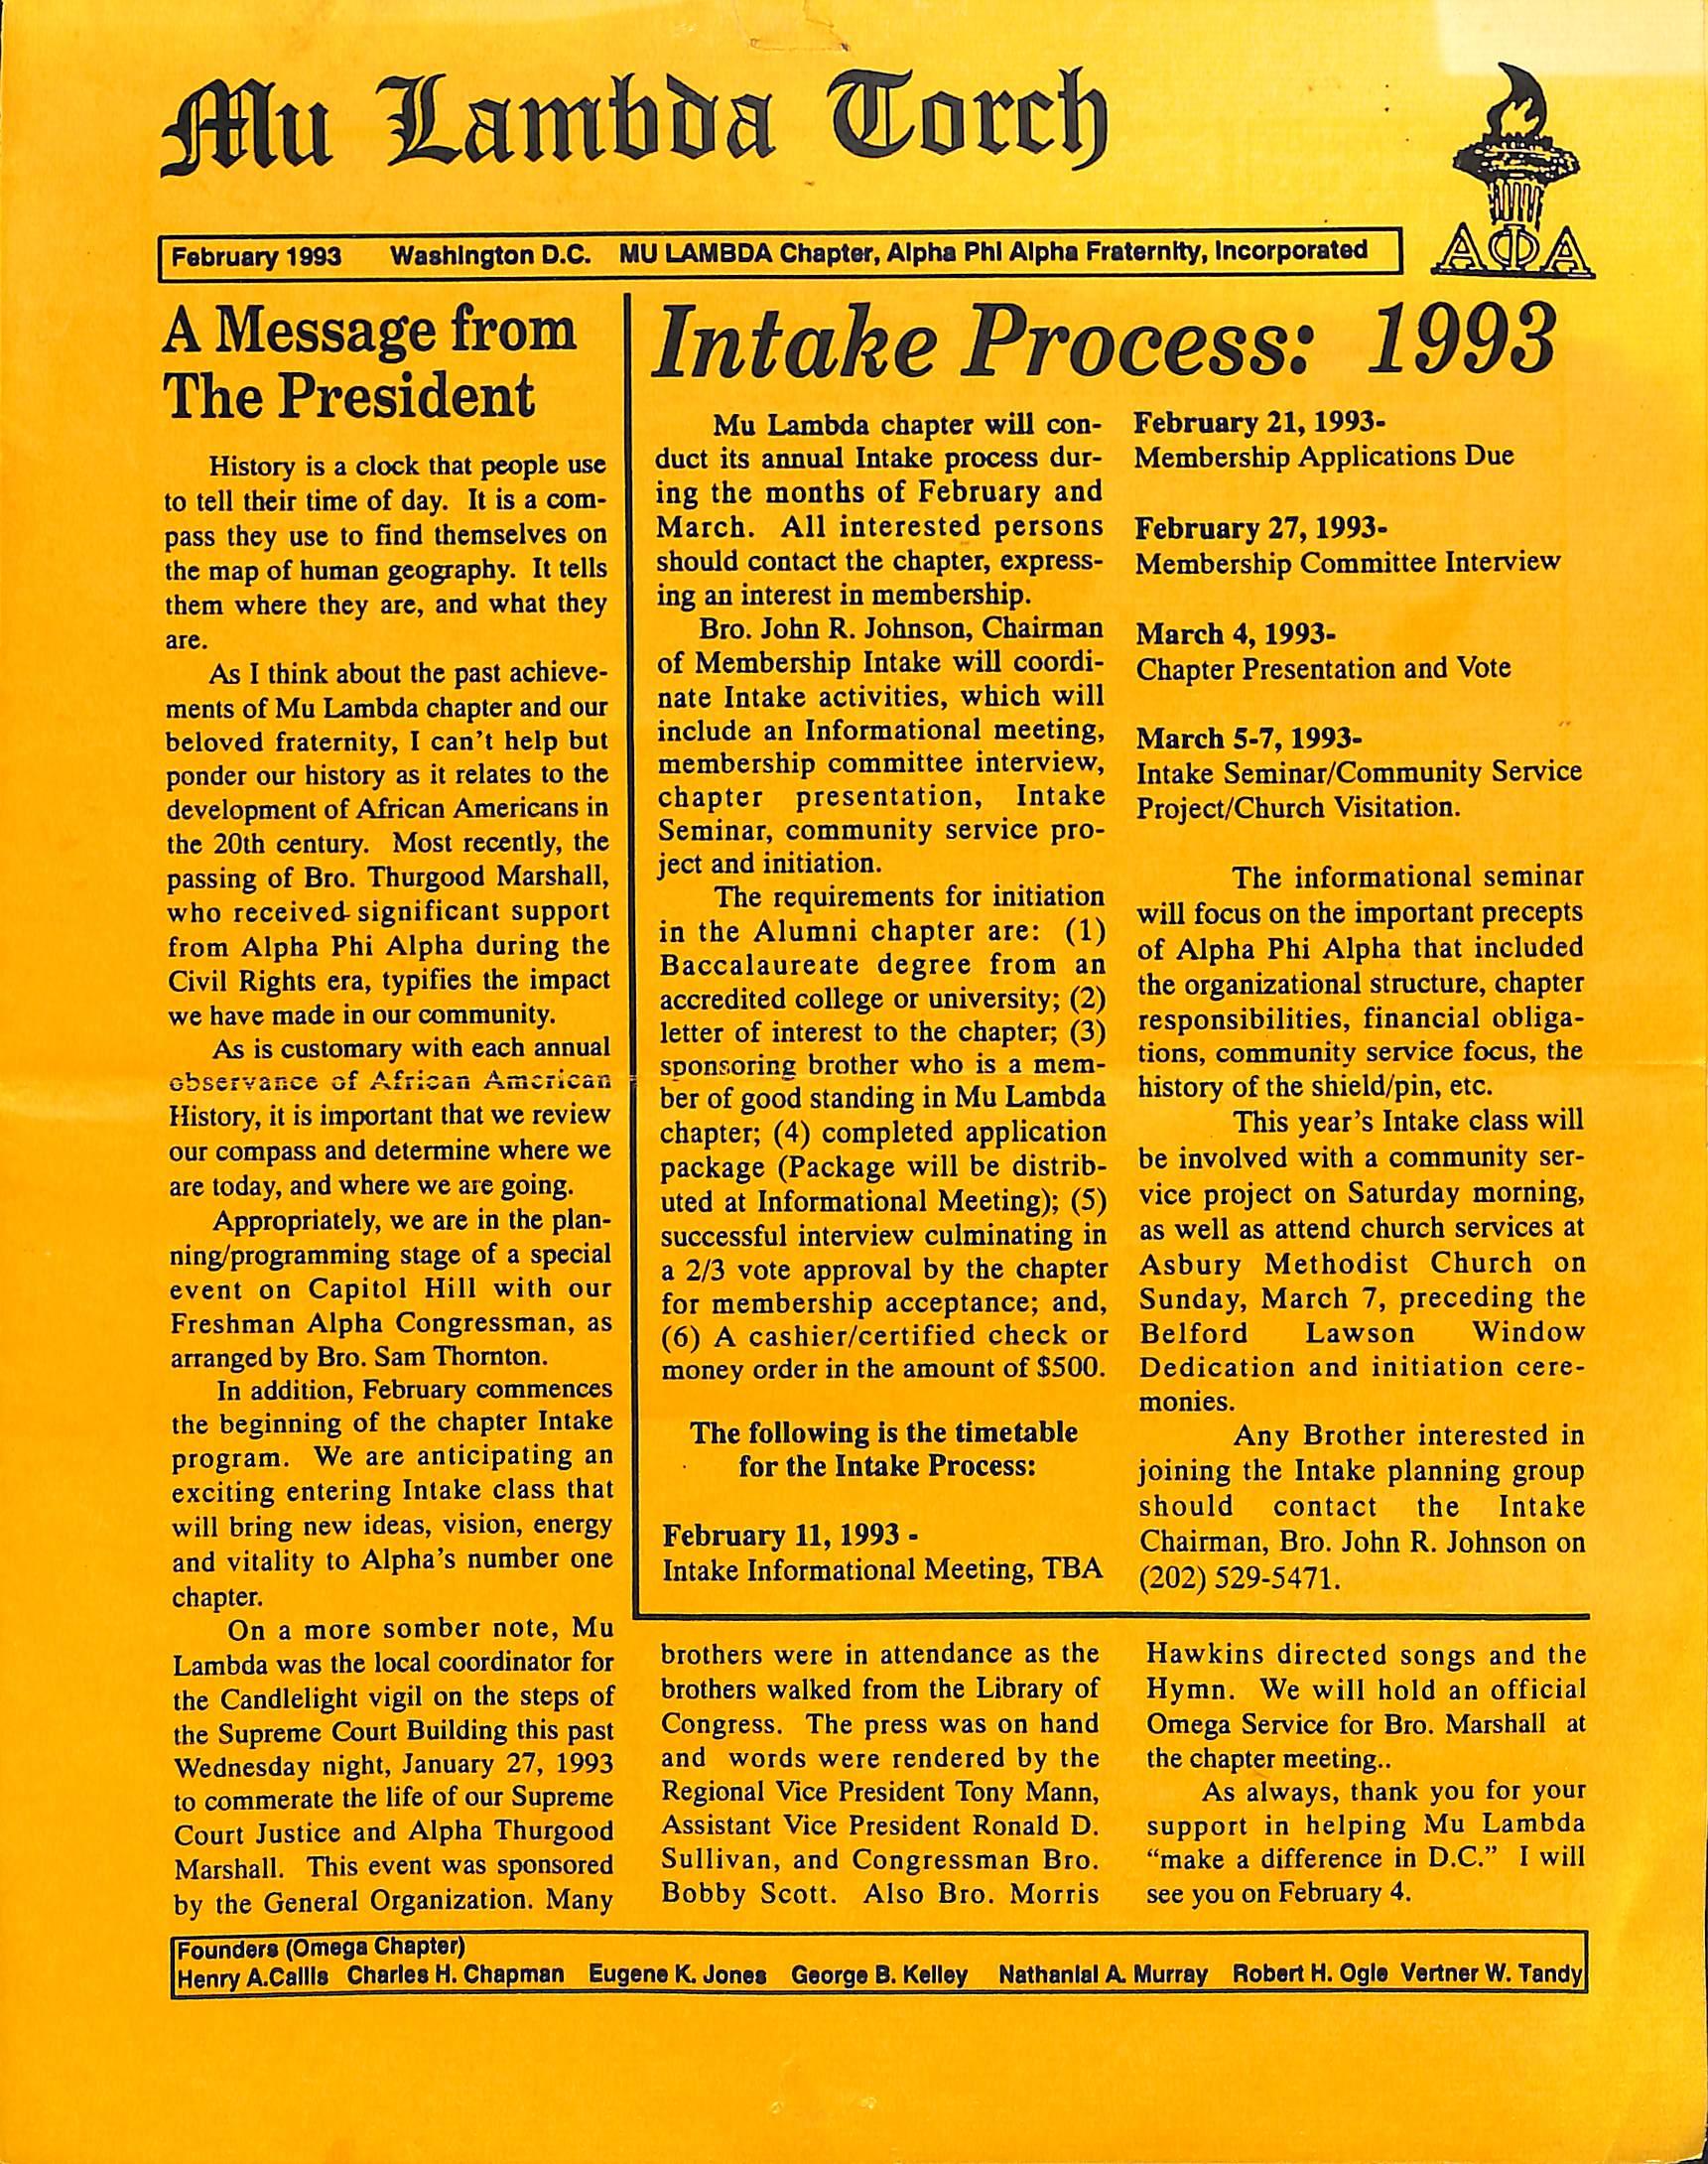 Mu Lambda Torch
February 1993 Washington D.C. MU LAMBDA Chapter, Alpha Phi Alpha Fraternity, Incorporated
ΑΦΑ
A Message from
The President
History is a clock that people use
to tell their time of day. It is a com-
pass they use to find themselves on
the map of human geography. It tells
them where they are, and what they
are.
As I think about the past achieve-
ments of Mu Lambda chapter and our
beloved fraternity, I can't help but
ponder our history as it relates to the
development of African Americans in
the 20th century. Most recently, the
passing of Bro. Thurgood Marshall,
who received significant support
from Alpha Phi Alpha during the
Civil Rights era, typifies the impact
we have made in our community.
As is customary with each annual
observance of African American
History, it is important that we review
our compass and determine where we
are today, and where we are going.
Appropriately, we are in the plan-
ning/programming stage of a special
event on Capitol Hill with our
Freshman Alpha Congressman, as
arranged by Bro. Sam Thornton.
In addition, February commences
the beginning of the chapter Intake
program. We are anticipating an
exciting entering Intake class that
will bring new ideas, vision, energy
and vitality to Alpha's number one
chapter.
On a more somber note, Mu
Lambda was the local coordinator for
the Candlelight vigil on the steps of
the Supreme Court Building this past
Wednesday night, January 27, 1993
to commerate the life of our Supreme
Court Justice and Alpha Thurgood
Marshall. This event was sponsored
by the General Organization. Many
brothers were in attendance as the
brothers walked from the Library of
Congress. The press was on hand
and words were rendered by the
Regional Vice President Tony Mann,
Assistant Vice President Ronald D.
Sullivan, and Congressman Bro.
Bobby Scott. Also Bro. Morris
Hawkins directed songs and the
Hymn. We will hold an official
Omega Service for Bro. Marshall at
the chapter meeting..
As always, thank you for your
support in helping Mu Lambda
“make a difference in D.C.” I will
see you on February 4.
Intake Process: 1993
Mu Lambda chapter will con-
duct its annual Intake process dur-
ing the months of February and
March. All interested persons
should contact the chapter, express-
ing an interest in membership.
Bro. John R. Johnson, Chairman
of Membership Intake will coordi-
nate Intake activities, which will
include an Informational meeting,
membership committee interview,
chapter presentation, Intake
Seminar, community service pro-
ject and initiation.
The requirements for initiation
in the Alumni chapter are: (1)
Baccalaureate degree from an
accredited college or university; (2)
letter of interest to the chapter; (3)
sponsoring brother who is a mem-
ber of good standing in Mu Lambda
chapter; (4) completed application
package (Package will be distrib-
uted at Informational Meeting); (5)
successful interview culminating in
a 2/3 vote approval by the chapter
for membership acceptance; and,
(6) A cashier/certified check or
money order in the amount of $500.
The following is the timetable
for the Intake Process:
February 11, 1993 -
Intake Informational Meeting, TBA
February 21, 1993-
Membership Applications Due
February 27, 1993-
Membership Committee Interview
March 4, 1993-
Chapter Presentation and Vote
March 5-7, 1993-
Intake Seminar/Community Service
Project/Church Visitation.
The informational seminar
will focus on the important precepts
of Alpha Phi Alpha that included
the organizational structure, chapter
responsibilities, financial obliga-
tions, community service focus, the
history of the shield/pin, etc.
This year's Intake class will
be involved with a community ser-
vice project on Saturday morning,
as well as attend church services at
Asbury Methodist Church on
Sunday, March 7, preceding the
Belford Lawson Window
Dedication and initiation cere-
monies.
Any Brother interested in
joining the Intake planning group
should contact the Intake
Chairman, Bro. John R. Johnson on
(202) 529-5471.
Founders (Omega Chapter)
Henry A.Callis Charles H. Chapman Eugene K. Jones George B. Kelley Nathanial A. Murray Robert H. Ogle Vertner W. Tandy